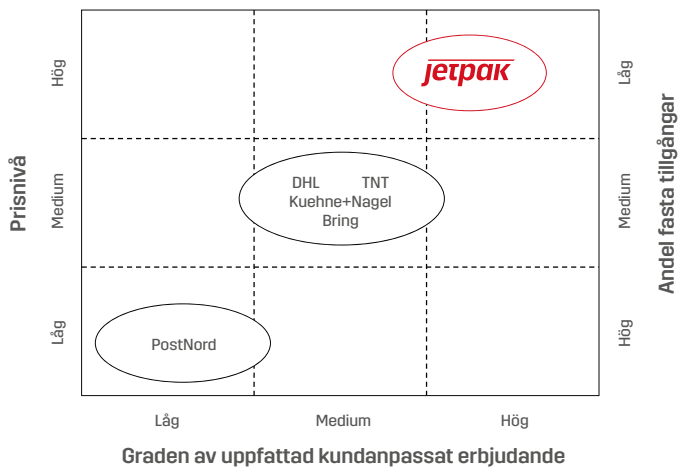 Prisnivå
Hög
Medium
Låg
jetpak
DHL TNT
Kuehne+Nagel
Bring
PostNord
Låg
Medium
Hög
Andel fasta tillgångar
Låg
Medium
Hög
Graden av uppfattad kundanpassat erbjudande